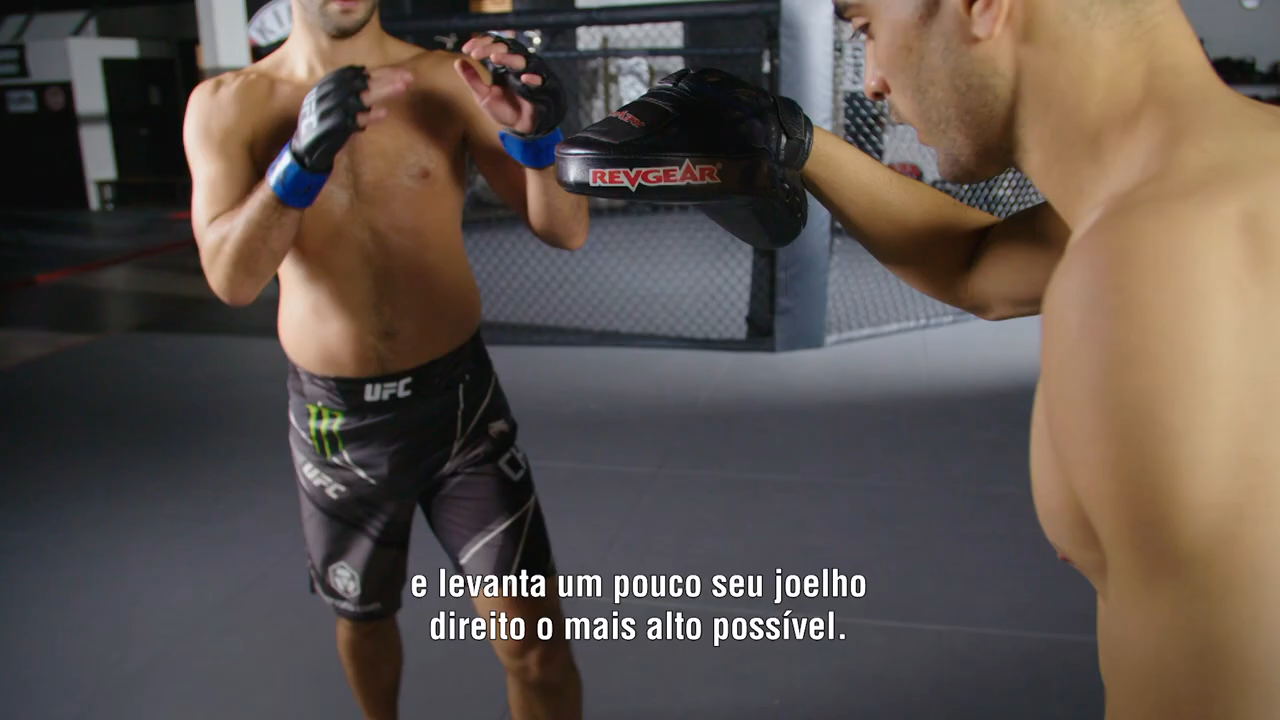 REVGEAR
UFC
UFC
e levanta um pouco seu joelho
direito o mais alto possível.